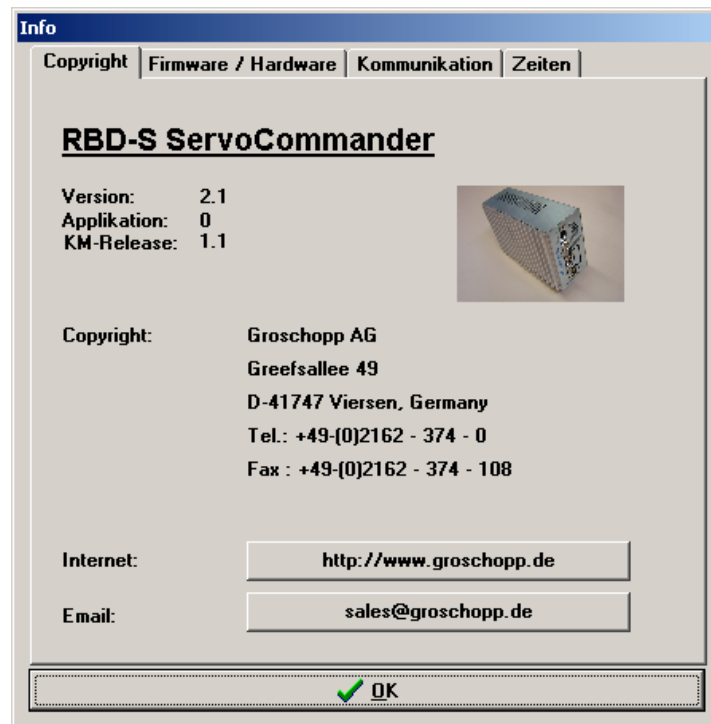 Info
Copyright Firmware / Hardware Kommunikation Zeiten
RBD-S ServoCommander
Version: 2.1
Applikation: 0
KM-Release: 1.1
Copyright: Groschopp AG
Greefsallee 49
D-41747 Viersen, Germany
Tel.: +49-(0)2162 - 374 - 0
Fax : +49-(0)2162 - 374 - 108
Internet: http://www.groschopp.de
Email: sales@groschopp.de
OK